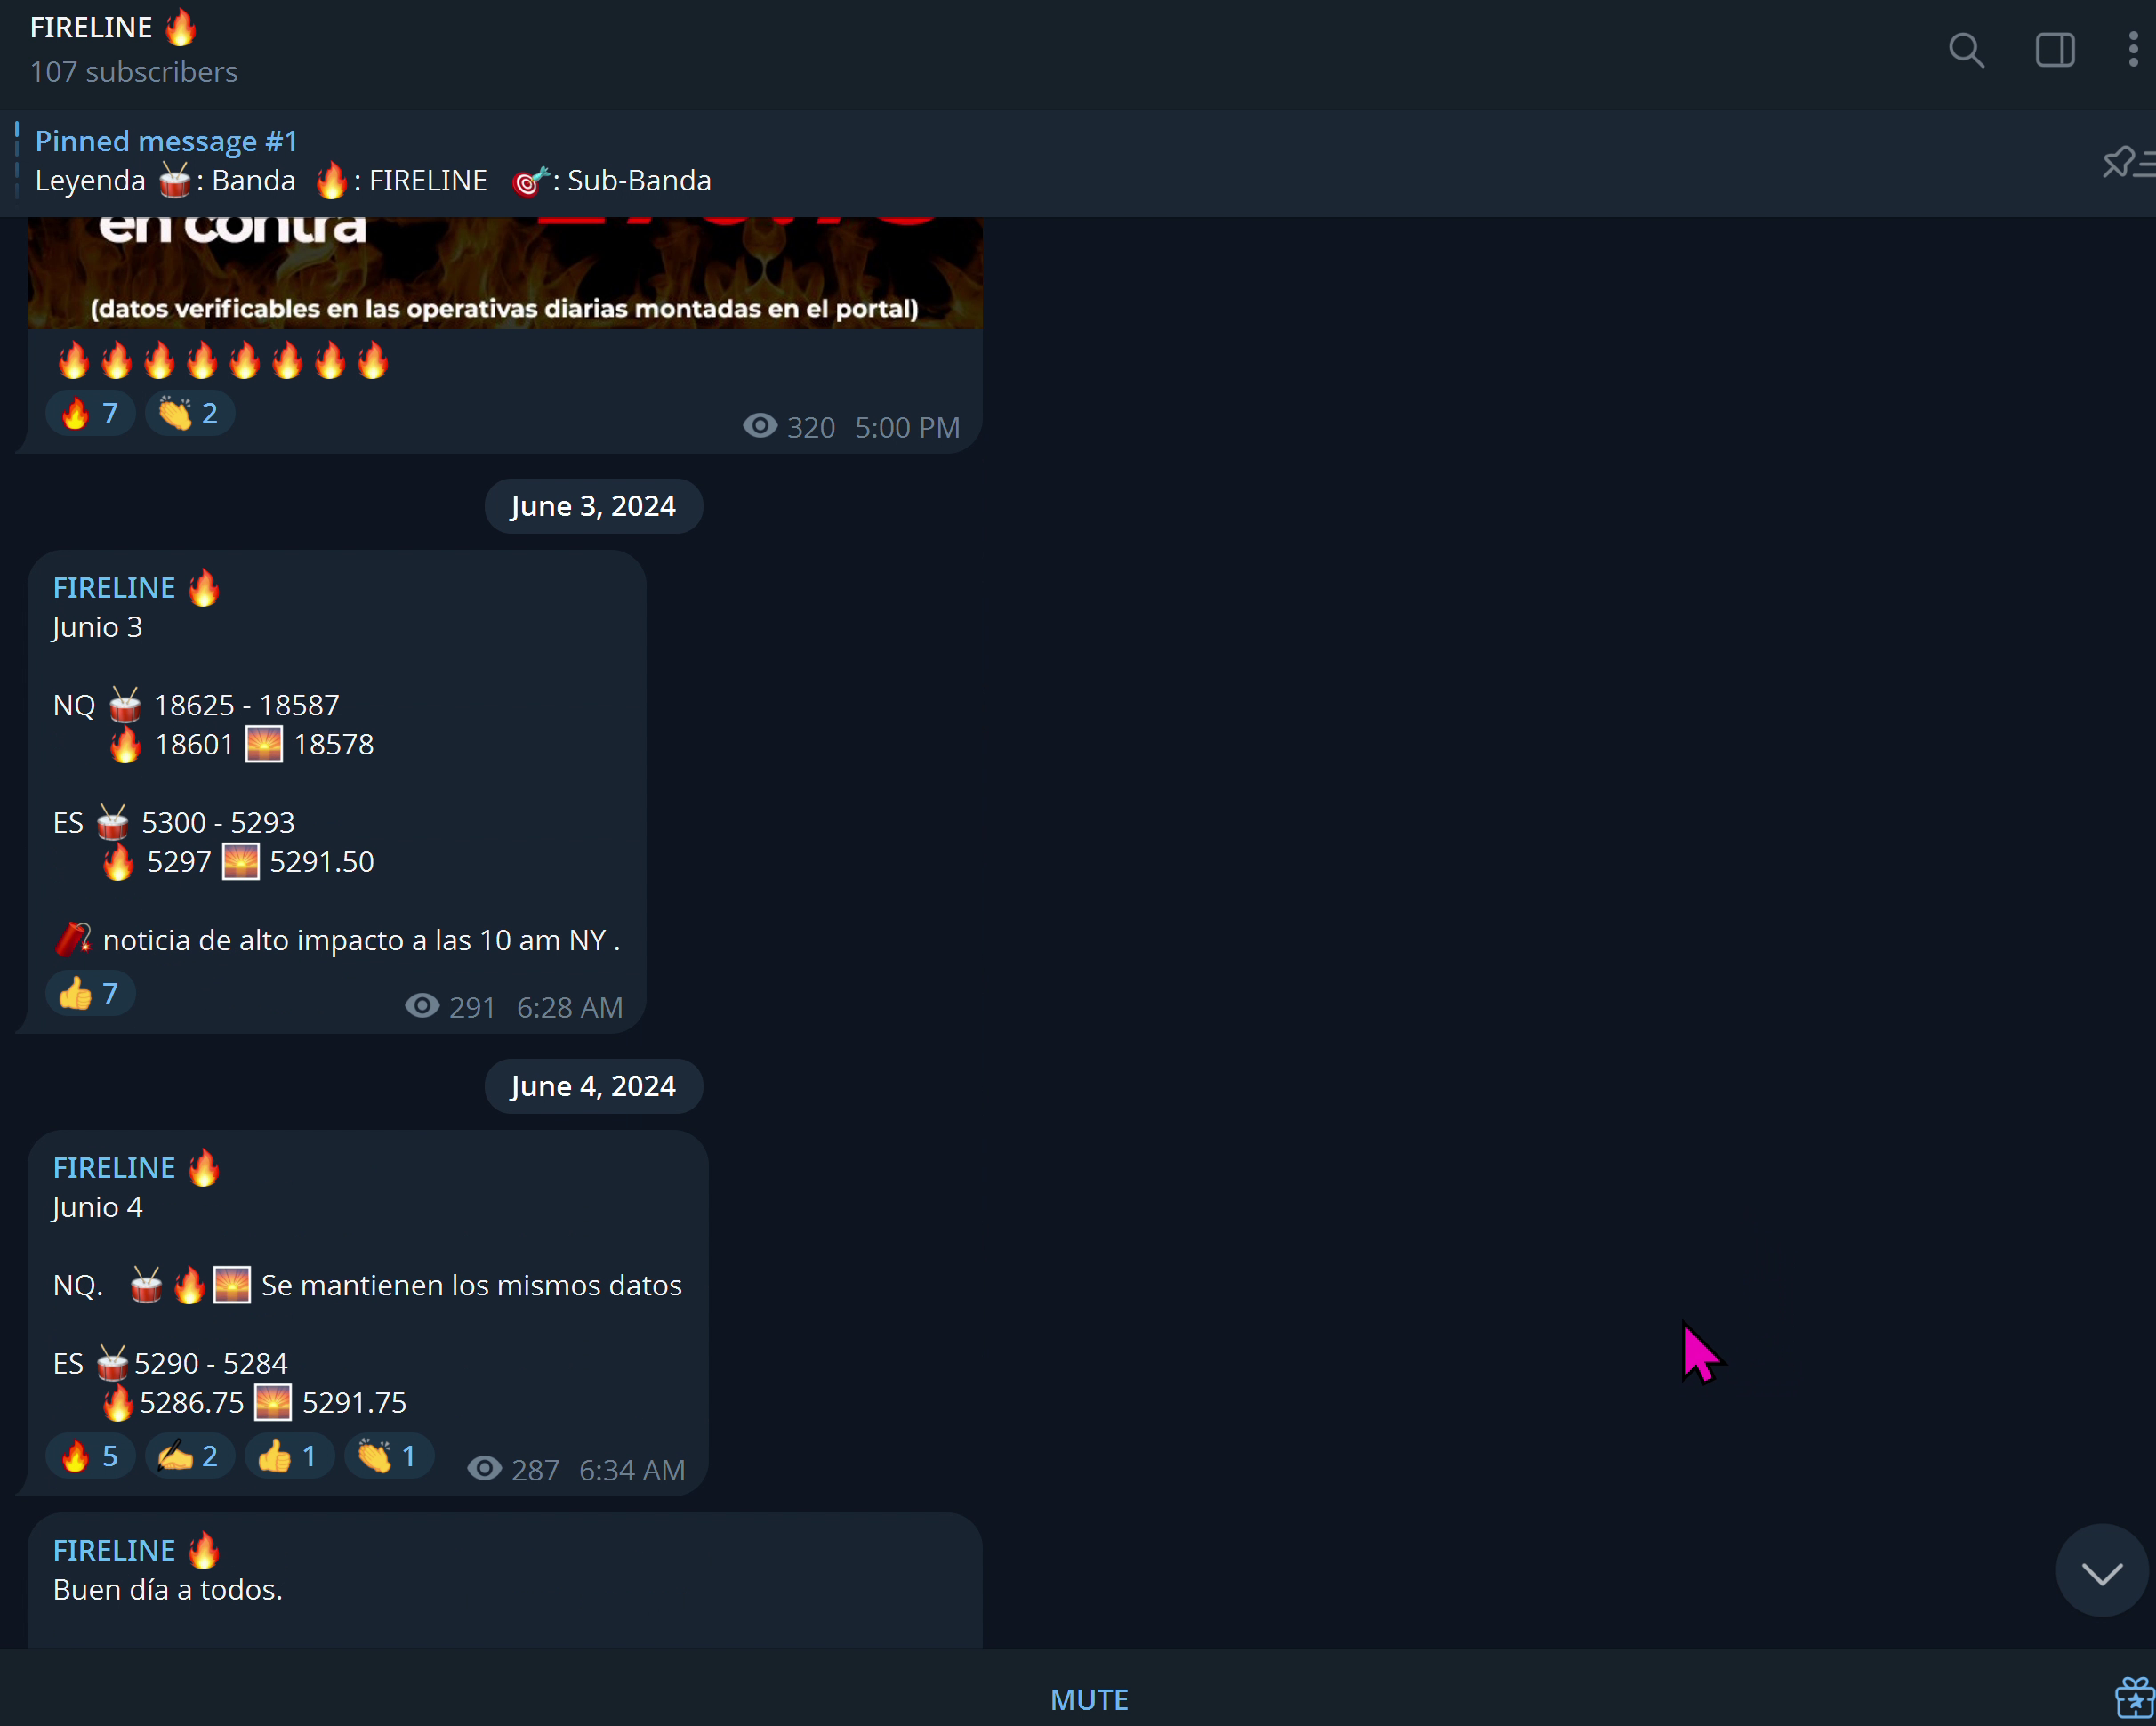 FIRELINE 🔥
107 subscribers
Pinned message #1
Leyenda 🥁: Banda 🔥: FIRELINE 🎯: Sub-Banda
en contra
(datos verificables en las operativas diarias montadas en el portal)
🔥🔥🔥🔥🔥🔥🔥🔥
🔥 7 👏 2 320 5:00 PM
June 3, 2024
FIRELINE 🔥
Junio 3
NQ 🥁 18625 - 18587
🔥 18601 🌅 18578
ES 🥁 5300 - 5293
🔥 5297 🌅 5291.50
🧨 noticia de alto impacto a las 10 am NY .
👍 7 291 6:28 AM
June 4, 2024
FIRELINE 🔥
Junio 4
NQ. 🥁🔥🌅 Se mantienen los mismos datos
ES 🥁5290 - 5284
🔥5286.75 🌅 5291.75
🔥 5 ✍ 2 👍 1 👏 1 287 6:34 AM
FIRELINE 🔥
Buen día a todos.
MUTE